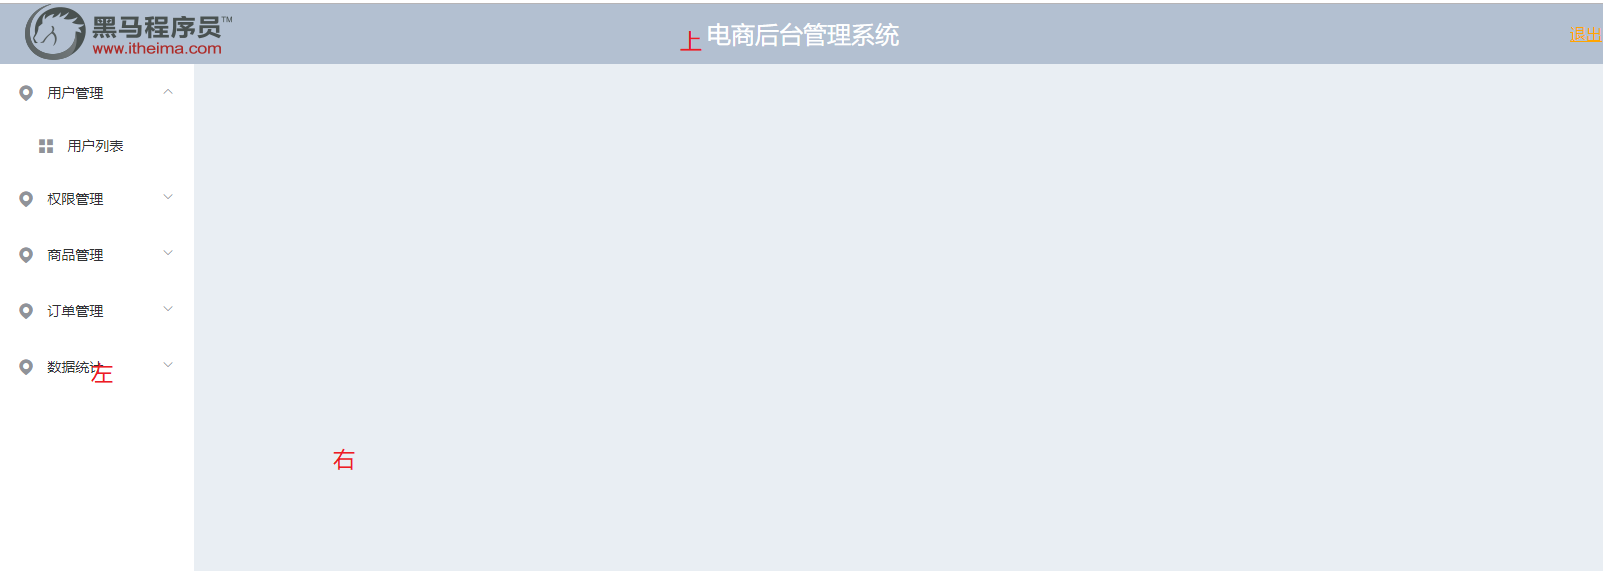 黑马程序员™
www.itheima.com
上 电商后台管理系统
退出
用户管理
用户列表
权限管理
商品管理
订单管理
数据统计
左
右